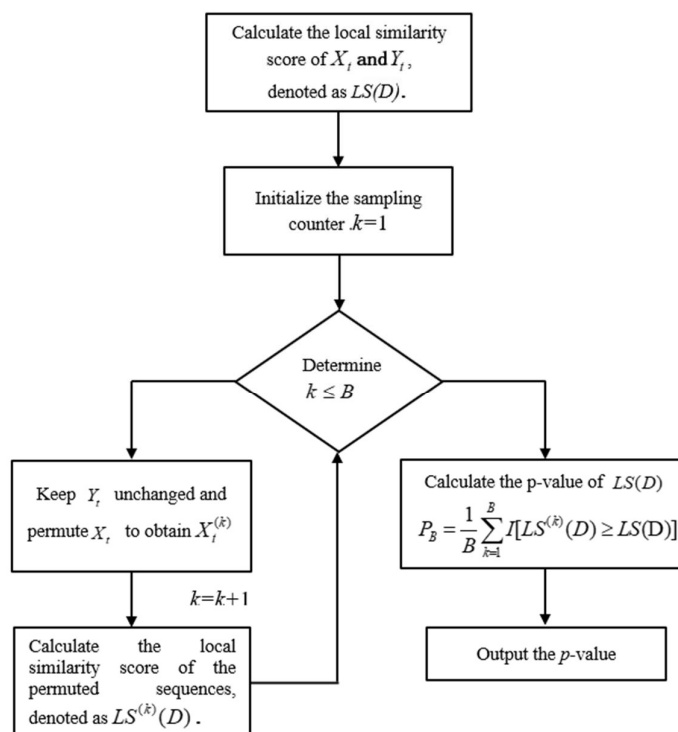 Calculate the local similarity
score of X_t and Y_t,
denoted as LS(D).
Initialize the sampling
counter .k=1
Determine
k ≤ B
Keep Y_t unchanged and
permute X_t to obtain X_t^{(k)}
k=k+1
Calculate the local
similarity score of the
permuted sequences,
denoted as LS^{(k)}(D) .
Calculate the p-value of LS(D)
P_B = \frac{1}{B} \sum_{k=1}^{B} I[LS^{(k)}(D) ≥ LS(D)]
Output the p-value